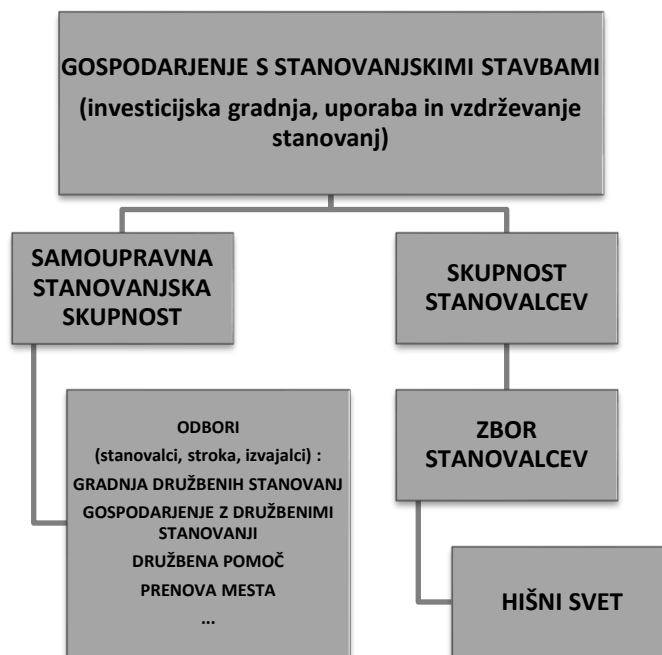 GOSPODARJENJE S STANOVANJSKIMI STAVBAMI
(investicijska gradnja, uporaba in vzdrževanje
stanovanj)
SAMOUPRAVNA
STANOVANJSKA
SKUPNOST
SKUPNOST
STANOVALCEV
ODBORI
(stanovalci, stroka, izvajalci) :
GRADNJA DRUŽBENIH STANOVANJ
GOSPODARJENJE Z DRUŽBENIMI
STANOVANJI
DRUŽBENA POMOČ
PRENOVA MESTA
...
ZBOR
STANOVALCEV
HIŠNI SVET